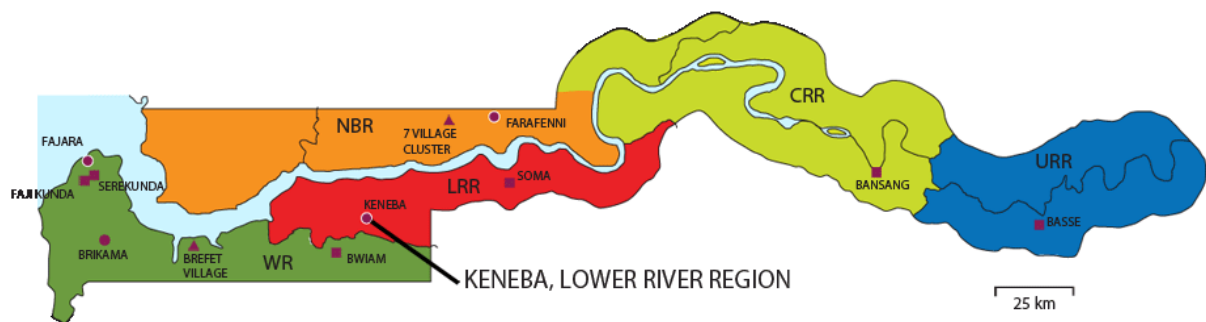 NBR
7 VILLAGE
CLUSTER
FARAFENNI
CRR
FAJARA
SEREKUNDA
FAJIKUNDA
LRR
SOMA
BANSANG
URR
BASSE
KENEBA
BRIKAMA
BREFET
VILLAGE
WR
BWIAM
KENEBA, LOWER RIVER REGION
25 km